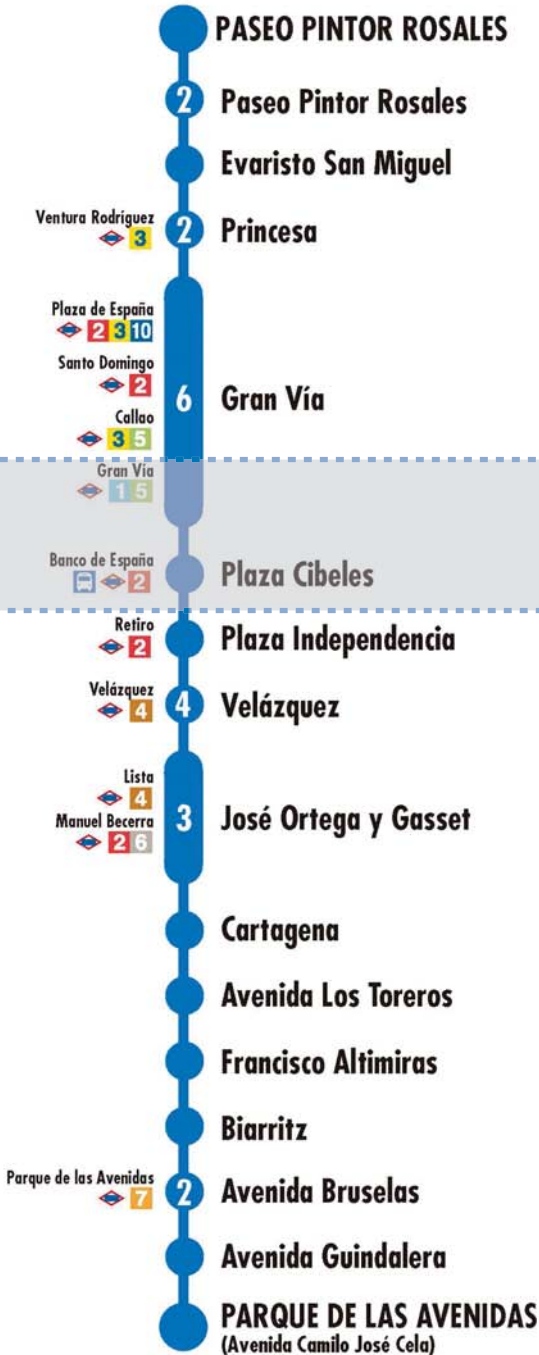 PASEO PINTOR ROSALES
2 Paseo Pintor Rosales
Evaristo San Miguel
Ventura Rodríguez
3
2 Princesa
Plaza de España
2 3 10
Santo Domingo
2
6 Gran Vía
Callao
3 5
Gran Vía
1 5
Banco de España
2
Plaza Cibeles
Retiro
2
Plaza Independencia
Velázquez
4
4 Velázquez
Lista
4
Manuel Becerra
2 6
3 José Ortega y Gasset
Cartagena
Avenida Los Toreros
Francisco Altimiras
Biarritz
Parque de las Avenidas
7
2 Avenida Bruselas
Avenida Guindalera
PARQUE DE LAS AVENIDAS
(Avenida Camilo José Cela)